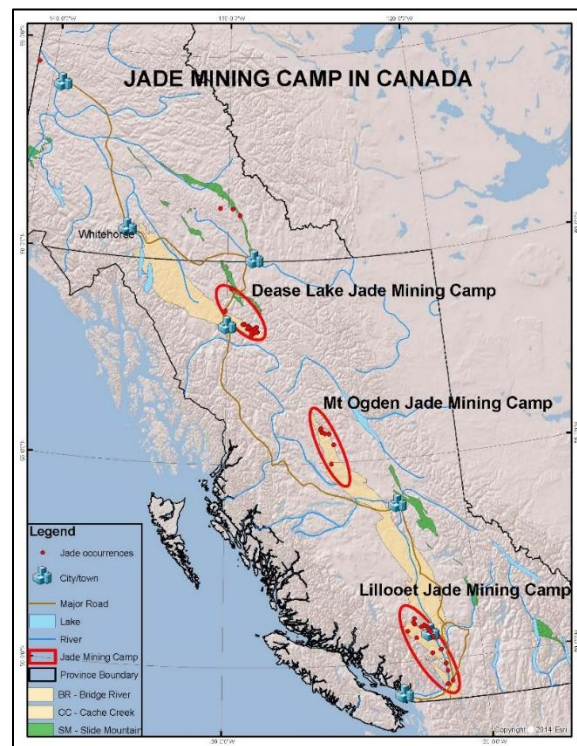 JADE MINING CAMP IN CANADA
Whitehorse
Dease Lake Jade Mining Camp
Mt Ogden Jade Mining Camp
Lillooet Jade Mining Camp
Legend
Jade occurrences
City/town
Major Road
Lake
River
Jade Mining Camp
Province Boundary
BR - Bridge River
CC - Cache Creek
SM - Slide Mountain
Copyright © 2014 Esri